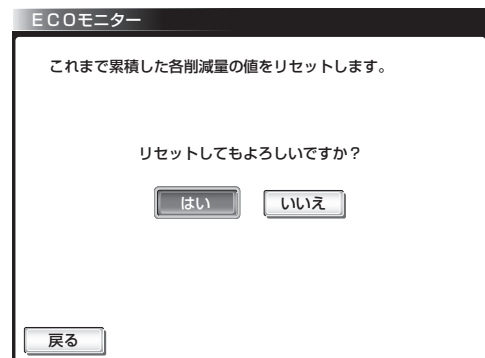 ECOモニター
これまで累積した各削減量の値をリセットします。
リセットしてもよろしいですか？
はい
いいえ
戻る